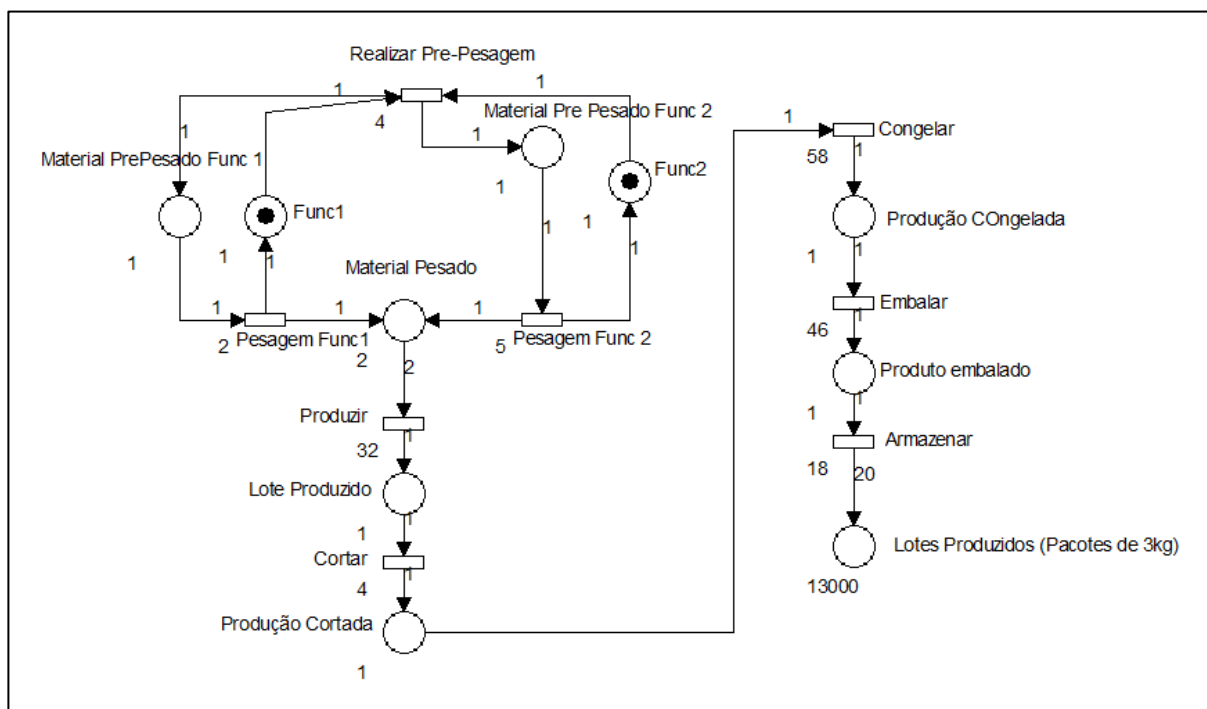 Realizar Pre-Pesagem
1
1
4
1
Material Pre Pesado Func 2
1
Congelar
58
1
1
Material PrePesado Func 1
1
Func2
1
1
Func1
Produção COngelada
1
1
1
1
1
1
1
1
Material Pesado
1
1
1
Embalar
46
1
2
Pesagem Func1
2
2
5
Pesagem Func 2
Produto embalado
1
1
Produzir
32
1
Armazenar
18
20
Lote Produzido
1
1
Lotes Produzidos (Pacotes de 3kg)
Cortar
4
1
13000
Produção Cortada
1